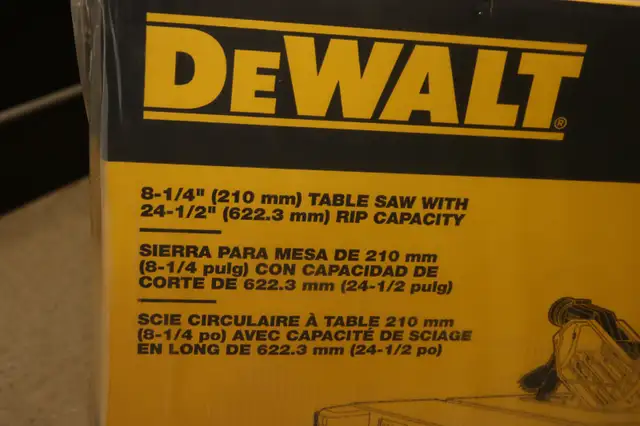 DEWALT®
8-1/4" (210 mm) TABLE SAW WITH
24-1/2" (622.3 mm) RIP CAPACITY
SIERRA PARA MESA DE 210 mm
(8-1/4 pulg) CON CAPACIDAD DE
CORTE DE 622.3 mm (24-1/2 pulg)
SCIE CIRCULAIRE À TABLE 210 mm
(8-1/4 po) AVEC CAPACITÉ DE SCIAGE
EN LONG DE 622.3 mm (24-1/2 po)